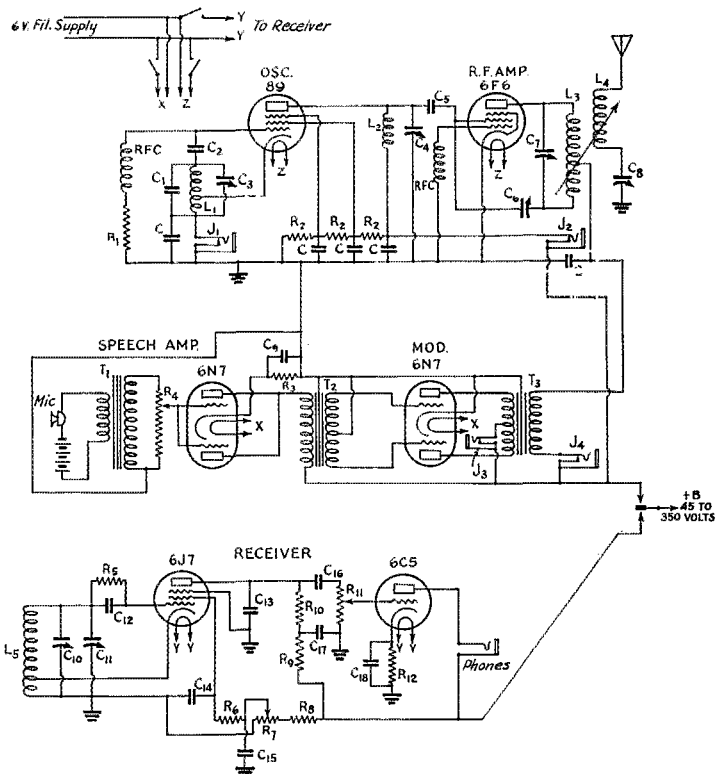 6 V. Fil. Supply
Y
Y
To Receiver
X Z
OSC.
89
R.F. AMP.
6F6
L4
C5
L3
C2
L2
C4
C7
RFC
Z
Z
C1
C3
RFC
C8
L1
C6
R1
C
J1
R2 R2 R2
J2
C C C
C
SPEECH AMP.
C9
MOD.
6N7
6N7
T1
R3
T2
T3
Mic
R4
X
X
J3
J4
+B
45 TO
350 VOLTS
RECEIVER
6J7
6C5
R5
C16
R11
C13
R10
C12
L5
C10
C11
Y Y
C17
Y Y
R9
C18
R12
Phones
C14
R6
R7
R8
C15